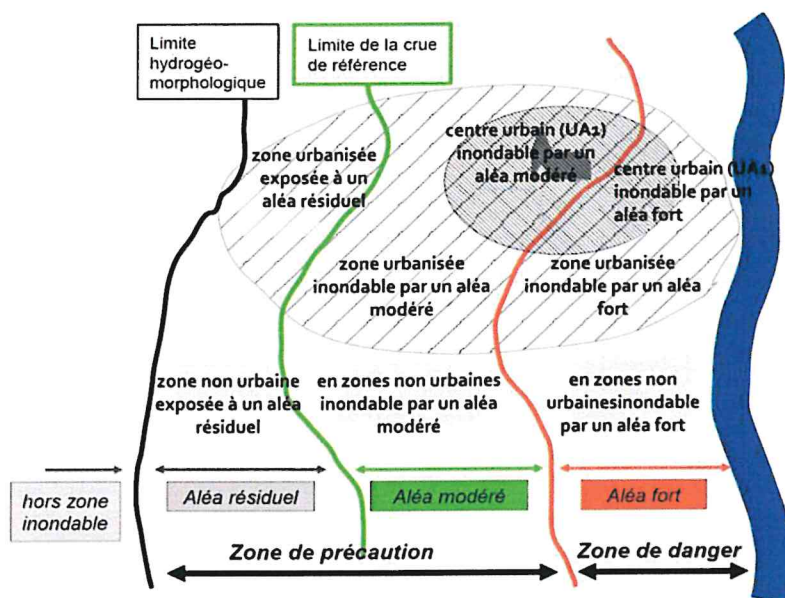 Limite
hydrogéo-
morphologique
Limite de la crue
de référence
zone urbanisée
exposée à un
aléa résiduel
centre urbain (UA1)
inondable par un
aléa modéré
centre urbain (UA1)
inondable par un
aléa fort
zone urbanisée
inondable par un aléa
modéré
zone urbanisée
inondable par un aléa
fort
zone non urbaine
exposée à un aléa
résiduel
en zones non urbaines
inondable par un aléa
modéré
en zones non
urbainesinondable
par un aléa fort
hors zone
inondable
Aléa résiduel
Aléa modéré
Aléa fort
Zone de précaution
Zone de danger